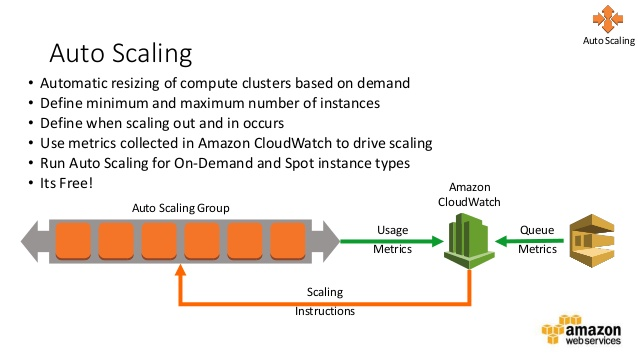 Auto Scaling
Auto Scaling
• Automatic resizing of compute clusters based on demand
• Define minimum and maximum number of instances
• Define when scaling out and in occurs
• Use metrics collected in Amazon CloudWatch to drive scaling
• Run Auto Scaling for On-Demand and Spot instance types
• Its Free!
Auto Scaling Group
Amazon
CloudWatch
Usage
Metrics
Queue
Metrics
Scaling
Instructions
amazon
webservices